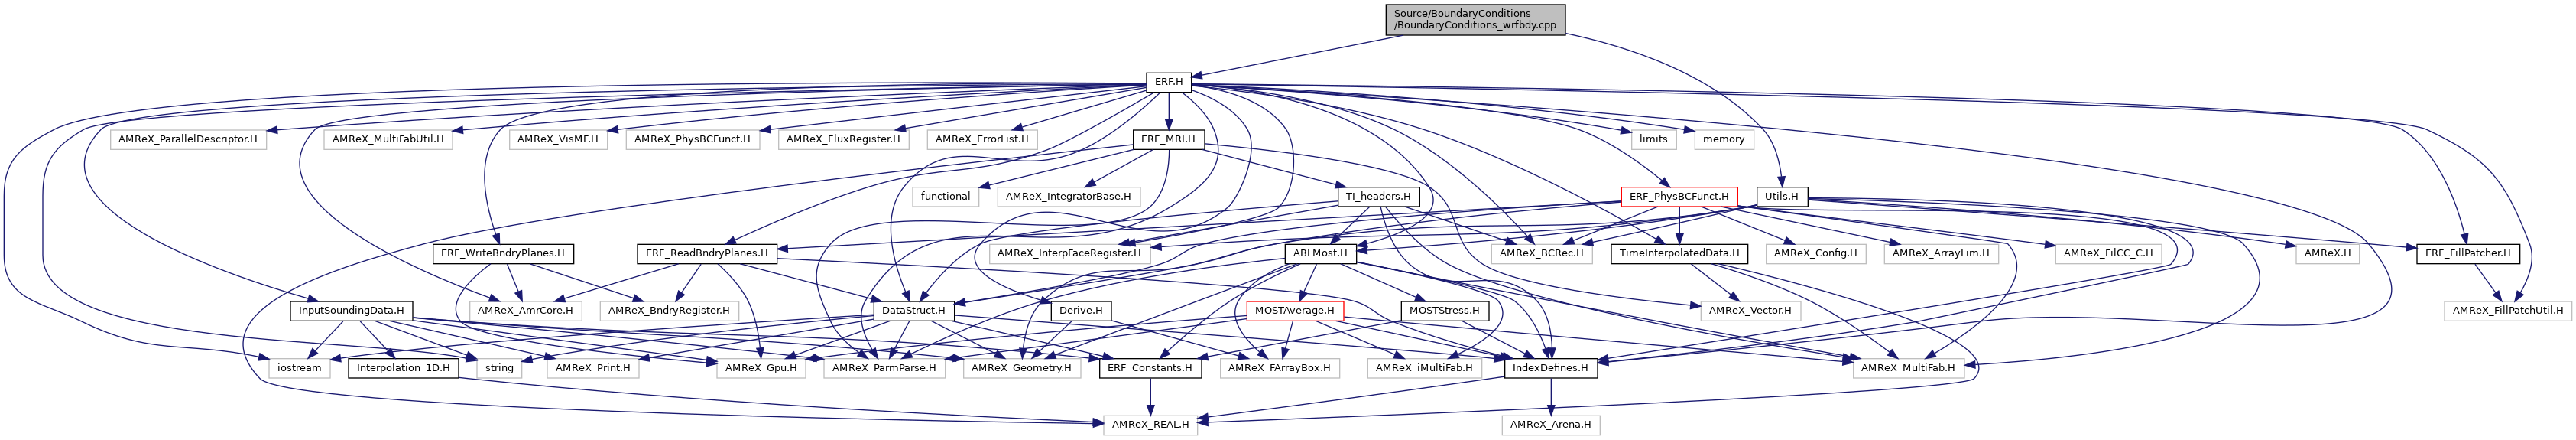 Source/BoundaryConditions
/BoundaryConditions_wrfbdy.cpp
ERF.H
AMReX_ParallelDescriptor.H
AMReX_MultiFabUtil.H
AMReX_VisMF.H
AMReX_PhysBCFunct.H
AMReX_FluxRegister.H
AMReX_ErrorList.H
ERF_MRI.H
limits
memory
functional
AMReX_IntegratorBase.H
TI_headers.H
ERF_PhysBCFunct.H
Utils.H
ERF_WriteBndryPlanes.H
ERF_ReadBndryPlanes.H
AMReX_InterpFaceRegister.H
ABLMost.H
AMReX_BCRec.H
TimeInterpolatedData.H
AMReX_Config.H
AMReX_ArrayLim.H
AMReX_FilCC_C.H
AMReX.H
ERF_FillPatcher.H
InputSoundingData.H
AMReX_AmrCore.H
AMReX_BndryRegister.H
DataStruct.H
Derive.H
MOSTAverage.H
MOSTStress.H
AMReX_Vector.H
AMReX_FillPatchUtil.H
iostream
Interpolation_1D.H
string
AMReX_Print.H
AMReX_Gpu.H
AMReX_ParmParse.H
AMReX_Geometry.H
ERF_Constants.H
AMReX_FArrayBox.H
AMReX_iMultiFab.H
IndexDefines.H
AMReX_MultiFab.H
AMReX_REAL.H
AMReX_Arena.H